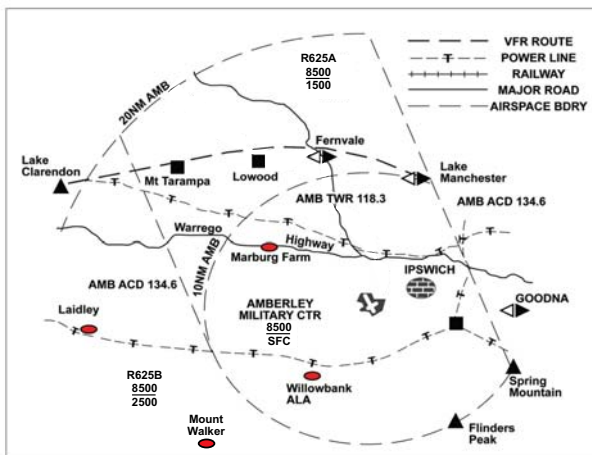 R625A
8500
1500
VFR ROUTE
POWER LINE
RAILWAY
MAJOR ROAD
AIRSPACE BDRY
20NM AMB
Fernvale
Lake
Clarendon
Mt Tarampa
Lowood
Lake
Manchester
AMB TWR 118.3
AMB ACD 134.6
Warrego
Highway
Marburg Farm
10NM AMB
IPSWICH
AMB ACD 134.6
GOODNA
Laidley
AMBERLEY
MILITARY CTR
8500
SFC
R625B
8500
2500
Willowbank
ALA
Spring
Mountain
Mount
Walker
Flinders
Peak